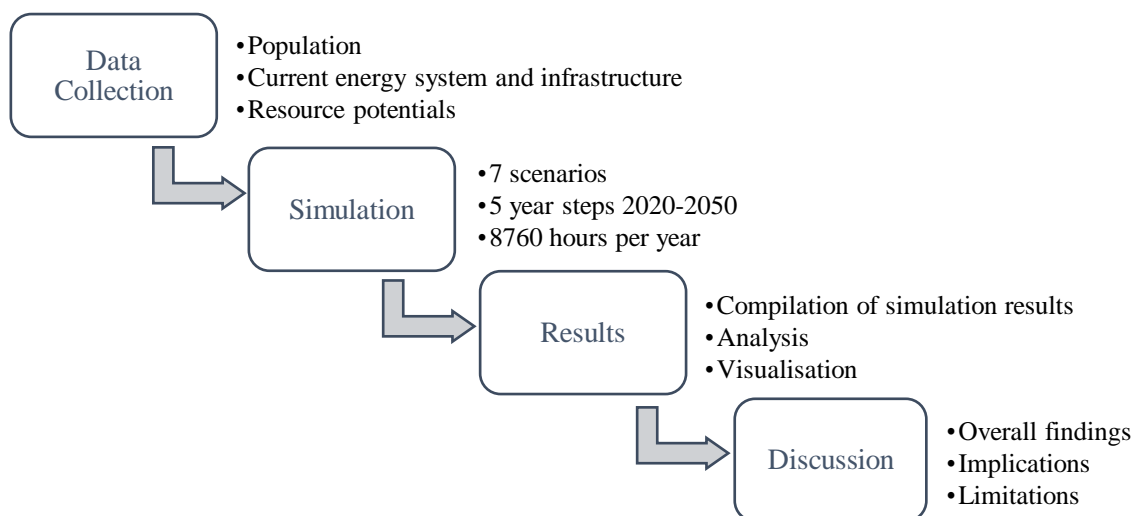 Data
Collection
•Population
•Current energy system and infrastructure
•Resource potentials
Simulation
•7 scenarios
•5 year steps 2020-2050
•8760 hours per year
Results
•Compilation of simulation results
•Analysis
•Visualisation
Discussion
•Overall findings
•Implications
•Limitations